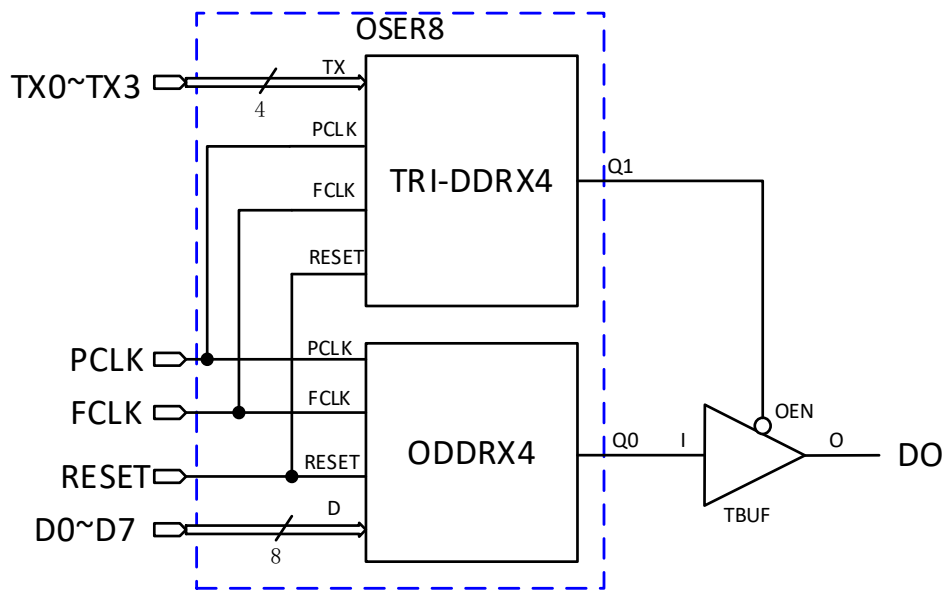 OSER8
TX0~TX3
TX
4
PCLK
FCLK
RESET
TRI-DDRX4
Q1
PCLK
FCLK
RESET
D0~D7
PCLK
FCLK
RESET
D
8
ODDRX4
Q0
I
OEN
O
TBUF
DO